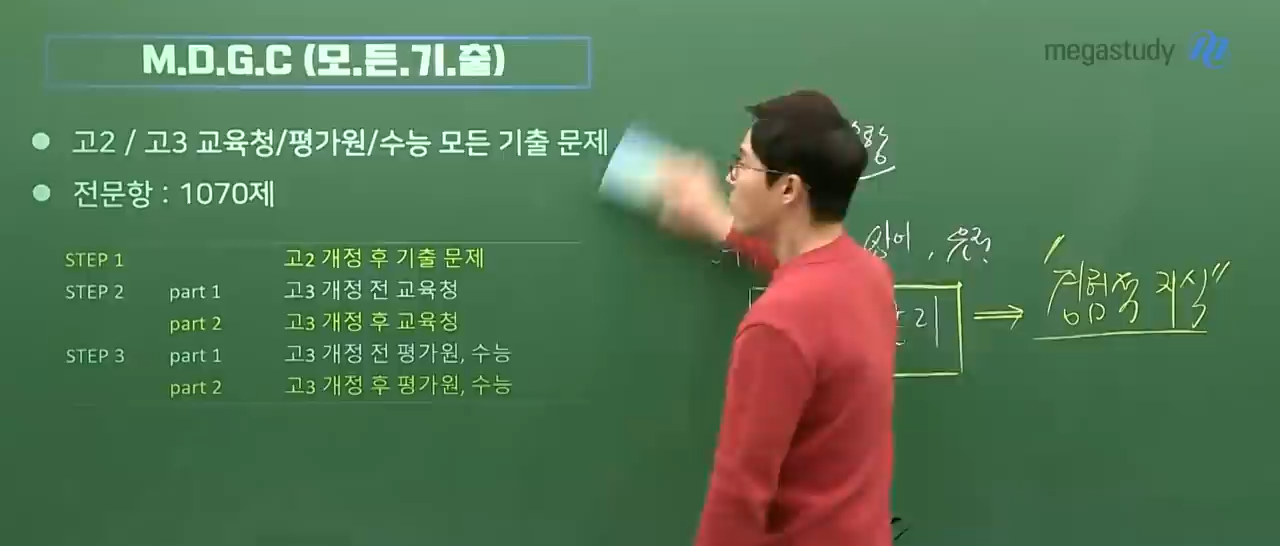 M.D.G.C (모.든.기.출)
megastudy
고2 / 고3 교육청/평가원/수능 모든 기출 문제
전문항 : 1070제
STEP 1 고2 개정 후 기출 문제
STEP 2 part 1 고3 개정 전 교육청
part 2 고3 개정 후 교육청
STEP 3 part 1 고3 개정 전 평가원, 수능
part 2 고3 개정 후 평가원, 수능
"경험적 지식"